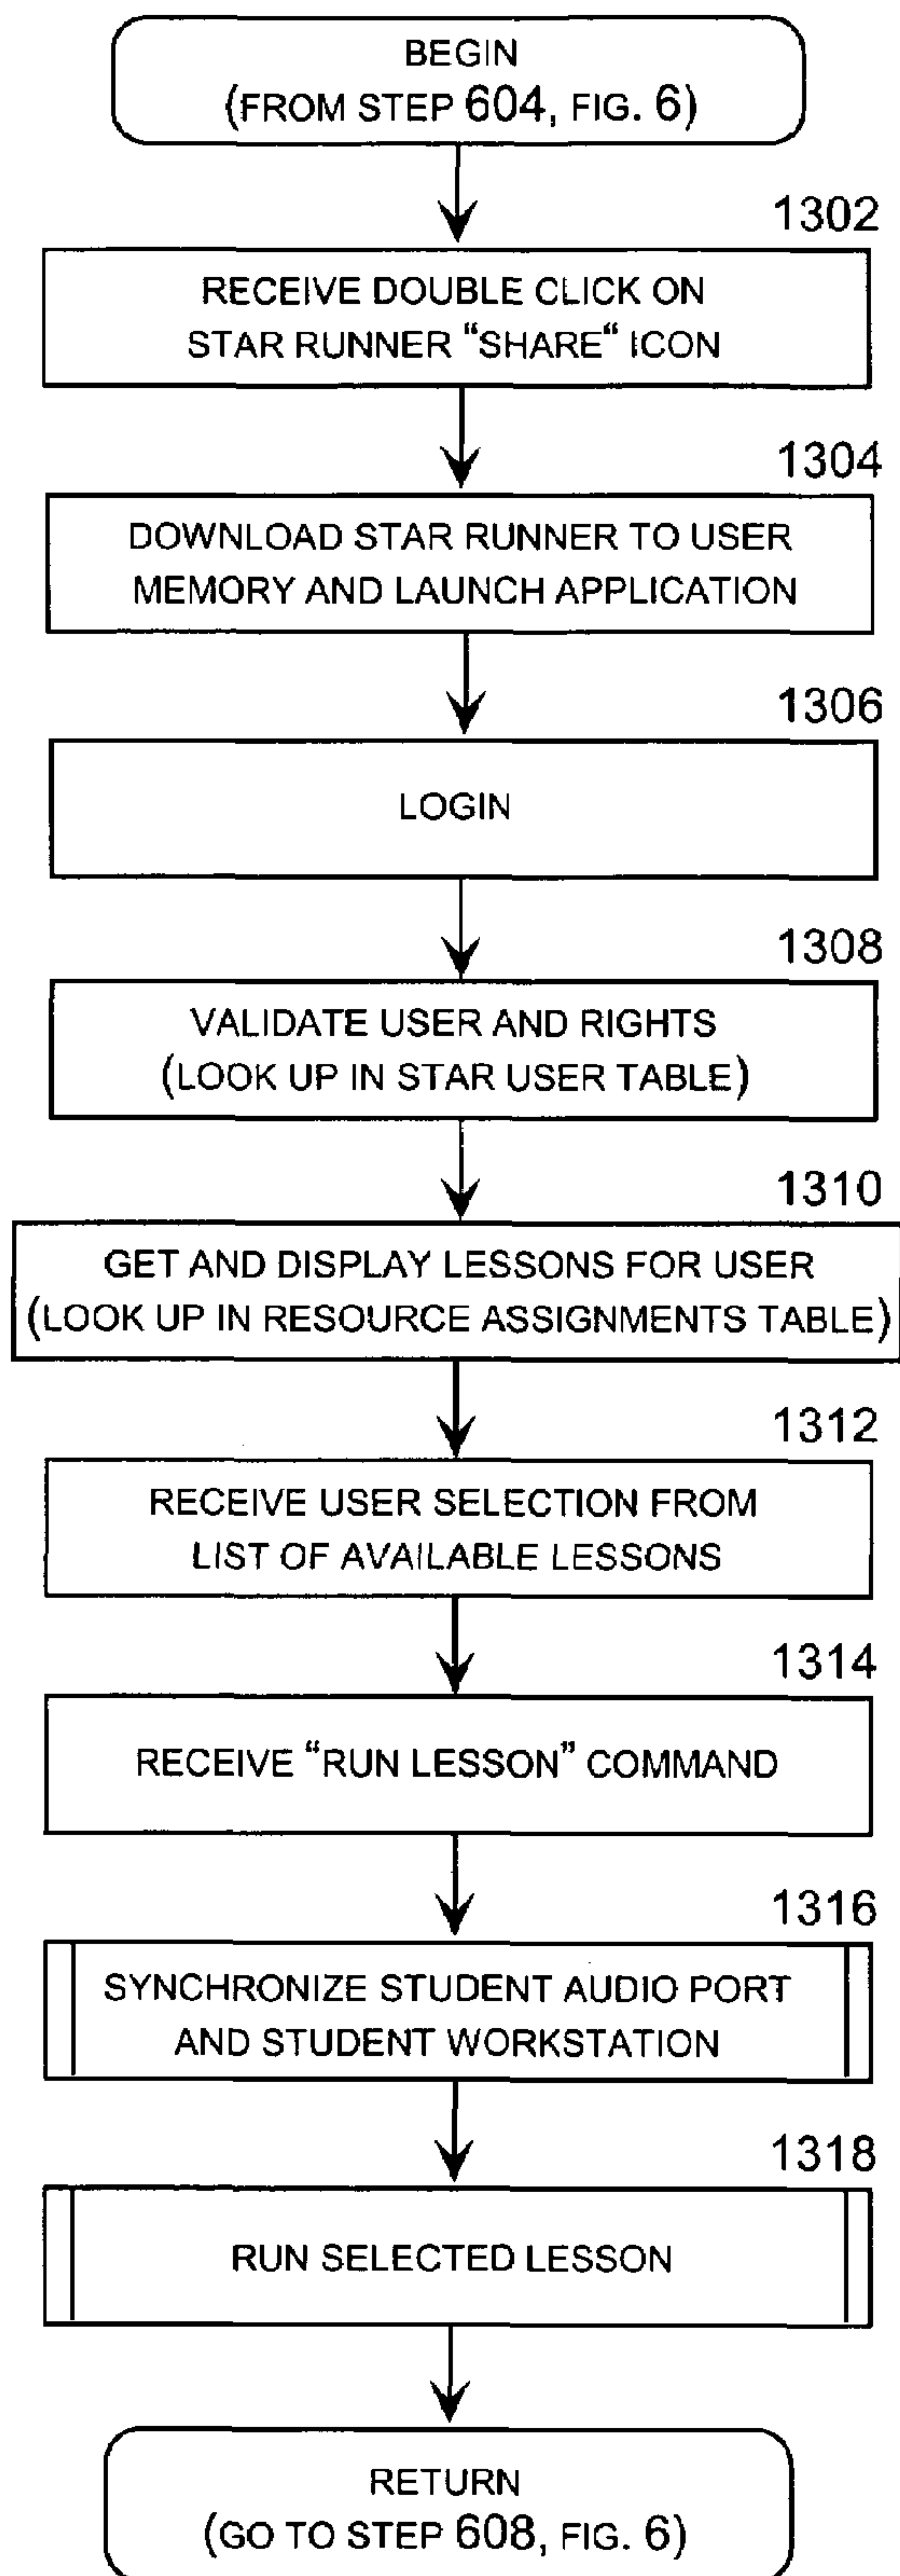 BEGIN
(FROM STEP 604, FIG. 6)
1302
RECEIVE DOUBLE CLICK ON
STAR RUNNER “SHARE“ ICON
1304
DOWNLOAD STAR RUNNER TO USER
MEMORY AND LAUNCH APPLICATION
1306
LOGIN
1308
VALIDATE USER AND RIGHTS
(LOOK UP IN STAR USER TABLE)
1310
GET AND DISPLAY LESSONS FOR USER
(LOOK UP IN RESOURCE ASSIGNMENTS TABLE)
1312
RECEIVE USER SELECTION FROM
LIST OF AVAILABLE LESSONS
1314
RECEIVE “RUN LESSON” COMMAND
1316
SYNCHRONIZE STUDENT AUDIO PORT
AND STUDENT WORKSTATION
1318
RUN SELECTED LESSON
RETURN
(GO TO STEP 608, FIG. 6)